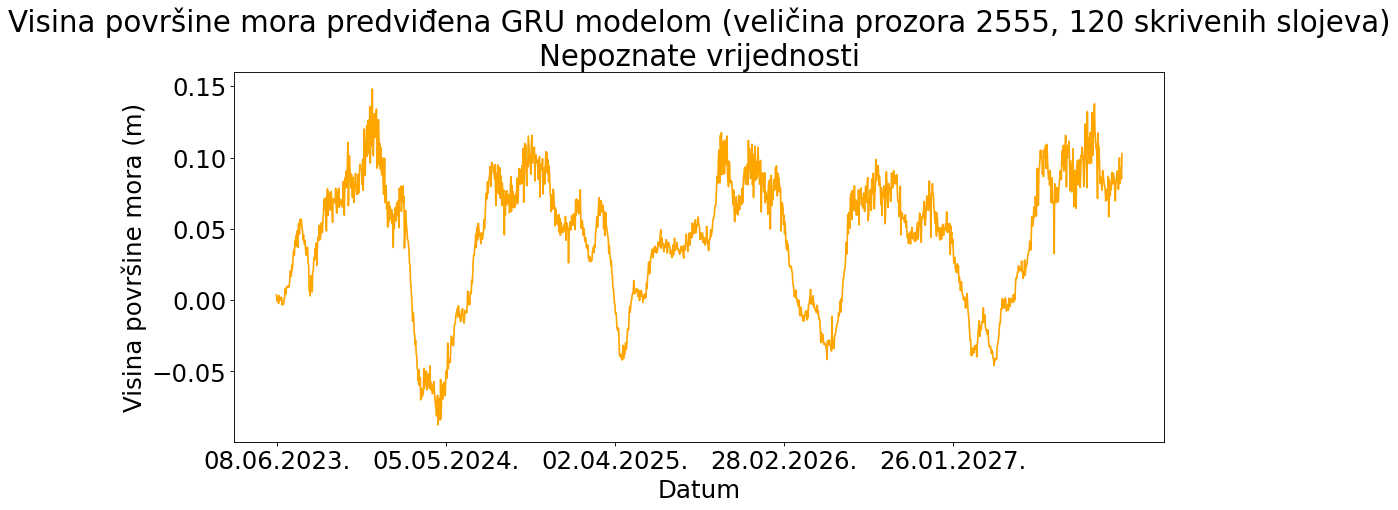 Visina površine mora predviđena GRU modelom (veličina prozora 2555, 120 skrivenih slojeva)
Nepoznate vrijednosti
Visina površine mora (m)
0.15
0.10
0.05
0.00
−0.05
08.06.2023. 05.05.2024. 02.04.2025. 28.02.2026. 26.01.2027.
Datum